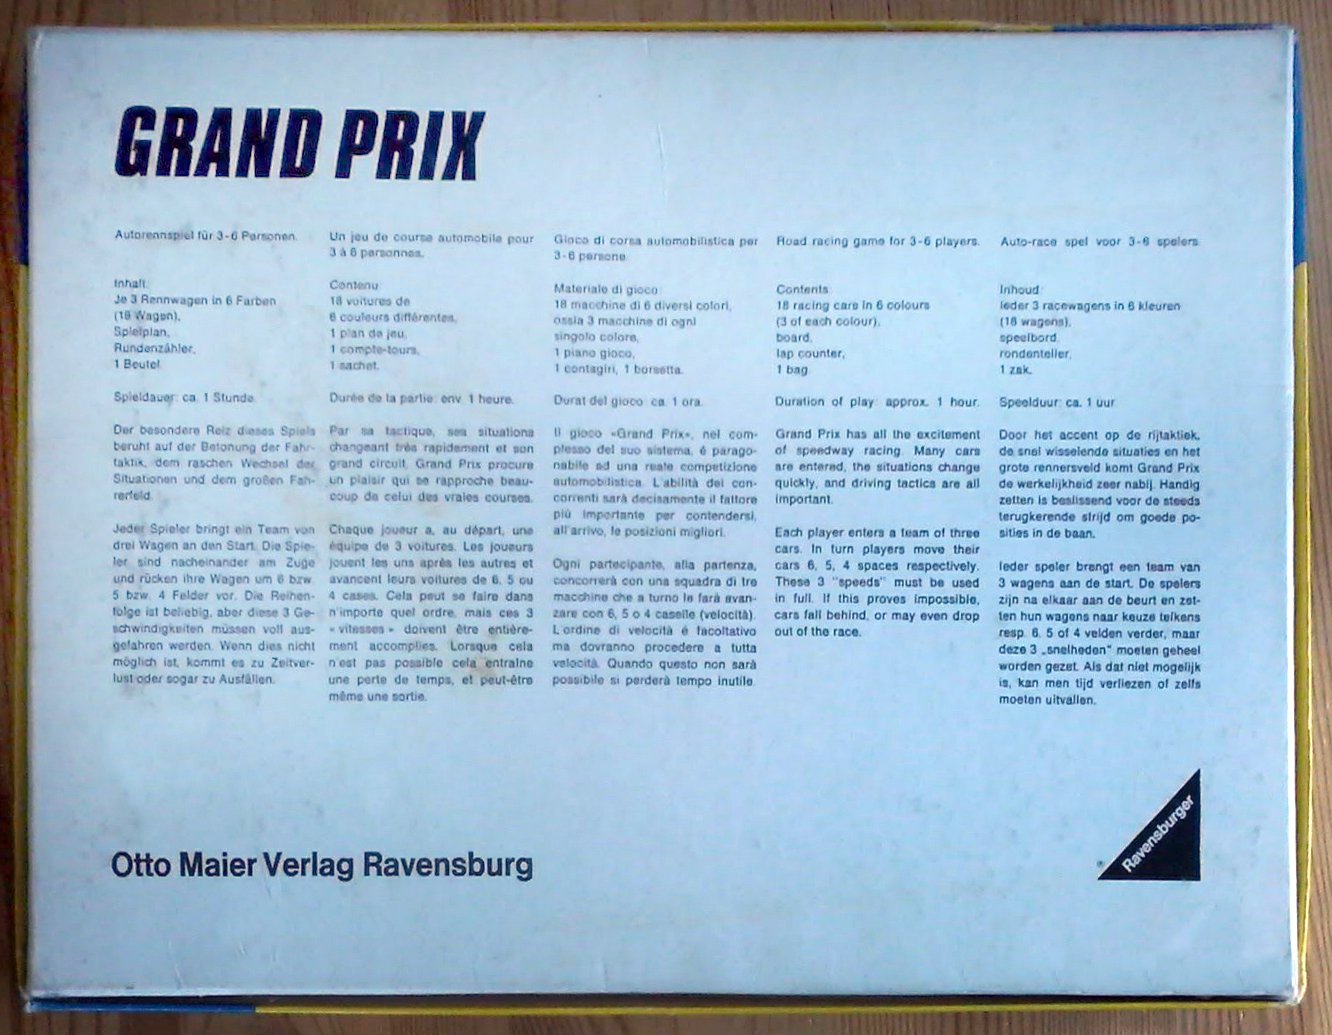 GRAND PRIX
Autorennspiel für 3-6 Personen.
Inhalt:
Je 3 Rennwagen in 6 Farben
(18 Wagen),
Spielplan,
Rundenzähler,
1 Beutel
Spieldauer: ca. 1 Stunde
Der besondere Reiz dieses Spiels
beruht auf der Betonung der Fahr-
taktik, dem raschen Wechsel der
Situationen und dem großen Fah-
rerfeld.
Jeder Spieler bringt ein Team von
drei Wagen an den Start. Die Spie-
ler sind nacheinander am Zuge
und rücken ihre Wagen um 6 bzw.
5 bzw. 4 Felder vor. Die Reihen-
folge ist beliebig, aber diese 3 Ge-
schwindigkeiten müssen voll aus-
gefahren werden. Wenn dies nicht
möglich ist, kommt es zu Zeitver-
lust oder sogar zu Ausfällen.
Un jeu de course automobile pour
3 à 6 personnes.
Contenu
18 voitures de
6 couleurs différentes,
1 plan de jeu,
1 compte-tours,
1 sachet.
Durée de la partie: env. 1 heure.
Par sa tactique, ses situations
changeant très rapidement et son
grand circuit, Grand Prix procure
un plaisir qui se rapproche beau-
coup de celui des vraies courses.
Chaque joueur a, au départ, une
équipe de 3 voitures. Les joueurs
jouent les uns après les autres et
avancent leurs voitures de 6, 5 ou
4 cases. Cela peut se faire dans
n'importe quel ordre, mais ces 3
« vitesses » doivent être entière-
ment accomplies. Lorsque cela
n'est pas possible cela entraîne
une perte de temps, et peut-être
même une sortie.
Gioco di corsa automobilistica per
3-6 persone
Materiale di gioco
18 macchine di 6 diversi colori,
ossia 3 macchine di ogni
singolo colore,
1 piano gioco,
1 contagiri, 1 borsetta.
Durat del gioco: ca. 1 ora.
Il gioco «Grand Prix», nel com-
plesso del suo sistema, é parago-
nabile ad una reale competizione
automobilistica. L'abilità dei con-
correnti sarà decisamente il fattore
più importante per contendersi,
all'arrivo, le posizioni migliori.
Ogni partecipante, alla partenza,
concorrerà con una squadra di tre
macchine che a turno le farà avan-
zare con 6, 5 o 4 caselle (velocità).
L'ordine di velocità é facoltativo
ma dovranno procedere a tutta
velocità. Quando questo non sarà
possibile si perderà tempo inutile.
Road racing game for 3-6 players.
Contents
18 racing cars in 6 colours
(3 of each colour),
board,
lap counter,
1 bag.
Duration of play: approx. 1 hour.
Grand Prix has all the excitement
of speedway racing. Many cars
are entered, the situations change
quickly, and driving tactics are all
important.
Each player enters a team of three
cars. In turn players move their
cars 6, 5, 4 spaces respectively.
These 3 "speeds" must be used
in full. If this proves impossible,
cars fall behind, or may even drop
out of the race.
Auto-race spel voor 3-6 spelers.
Inhoud:
Ieder 3 racewagens in 6 kleuren
(18 wagens),
speelbord,
rondenteller,
1 zak.
Speelduur: ca. 1 uur
Door het accent op de rijtaktiek,
de snel wisselende situaties en het
grote rennersveld komt Grand Prix
de werkelijkheid zeer nabij. Handig
zetten is beslissend voor de steeds
terugkerende strijd om goede po-
sities in de baan.
Ieder speler brengt een team van
3 wagens aan de start. De spelers
zijn na elkaar aan de beurt en zet-
ten hun wagens naar keuze telkens
resp. 6, 5 of 4 velden verder, maar
deze 3 „snelheden" moeten geheel
worden gezet. Als dat niet mogelijk
is, kan men tijd verliezen of zelfs
moeten uitvallen.
Otto Maier Verlag Ravensburg
® Ravensburger